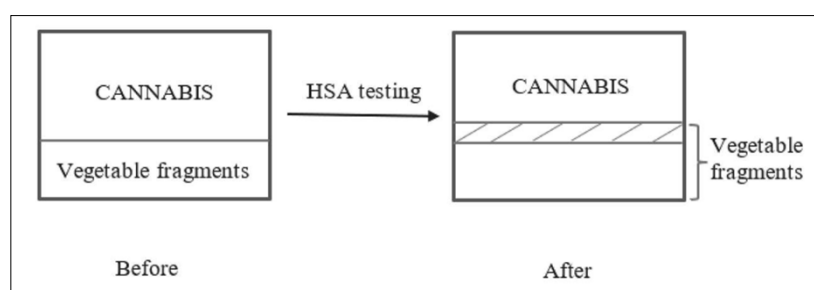 CANNABIS
Vegetable fragments
Before
HSA testing
CANNABIS
Vegetable
fragments
After